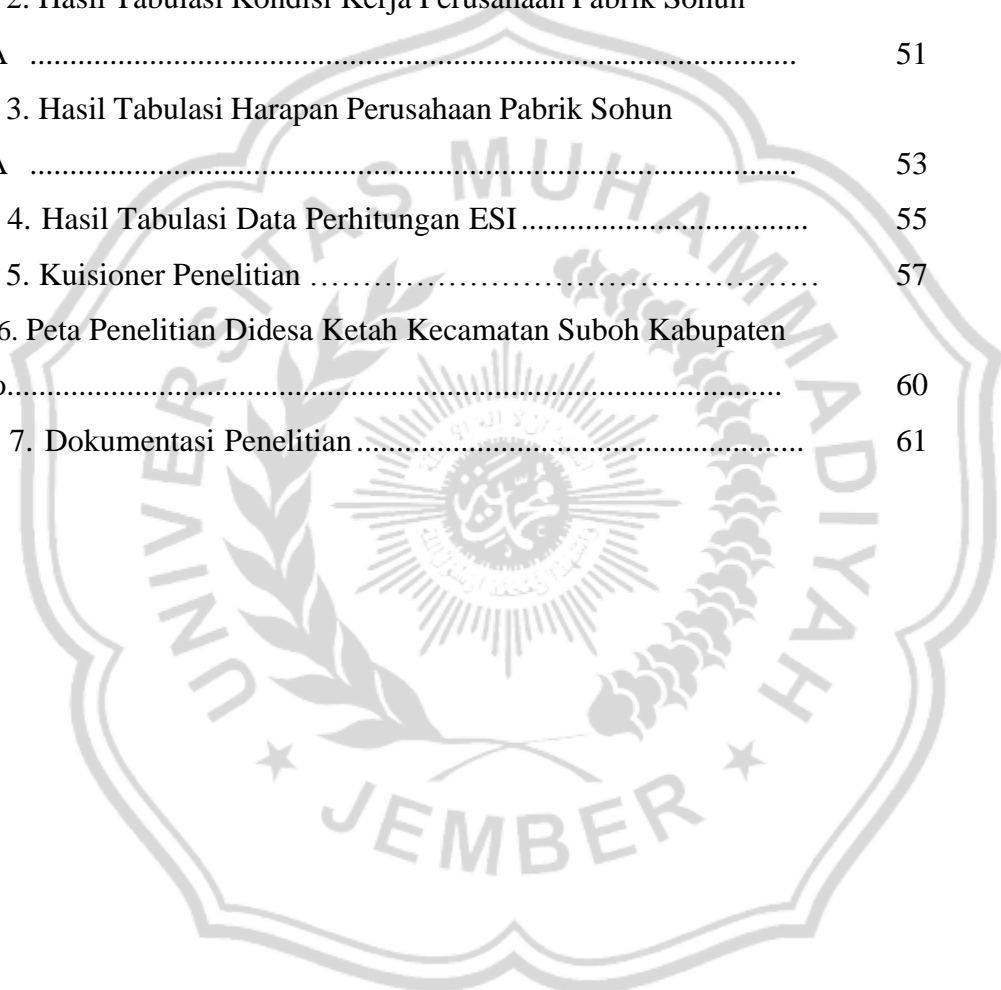 2. Hasil Tabulasi Kondisi Kerja Perusahaan Pabrik Sohun
A ................................................................................................ 51
3. Hasil Tabulasi Harapan Perusahaan Pabrik Sohun
A ................................................................................................ 53
4. Hasil Tabulasi Data Perhitungan ESI .................................... 55
5. Kuisioner Penelitian ……………………………………………… 57
6. Peta Penelitian Didesa Ketah Kecamatan Suboh Kabupaten
o................................................................................................. 60
7. Dokumentasi Penelitian ........................................................ 61
UNIVERSITAS MUHAMMADIYAH
JEMBER